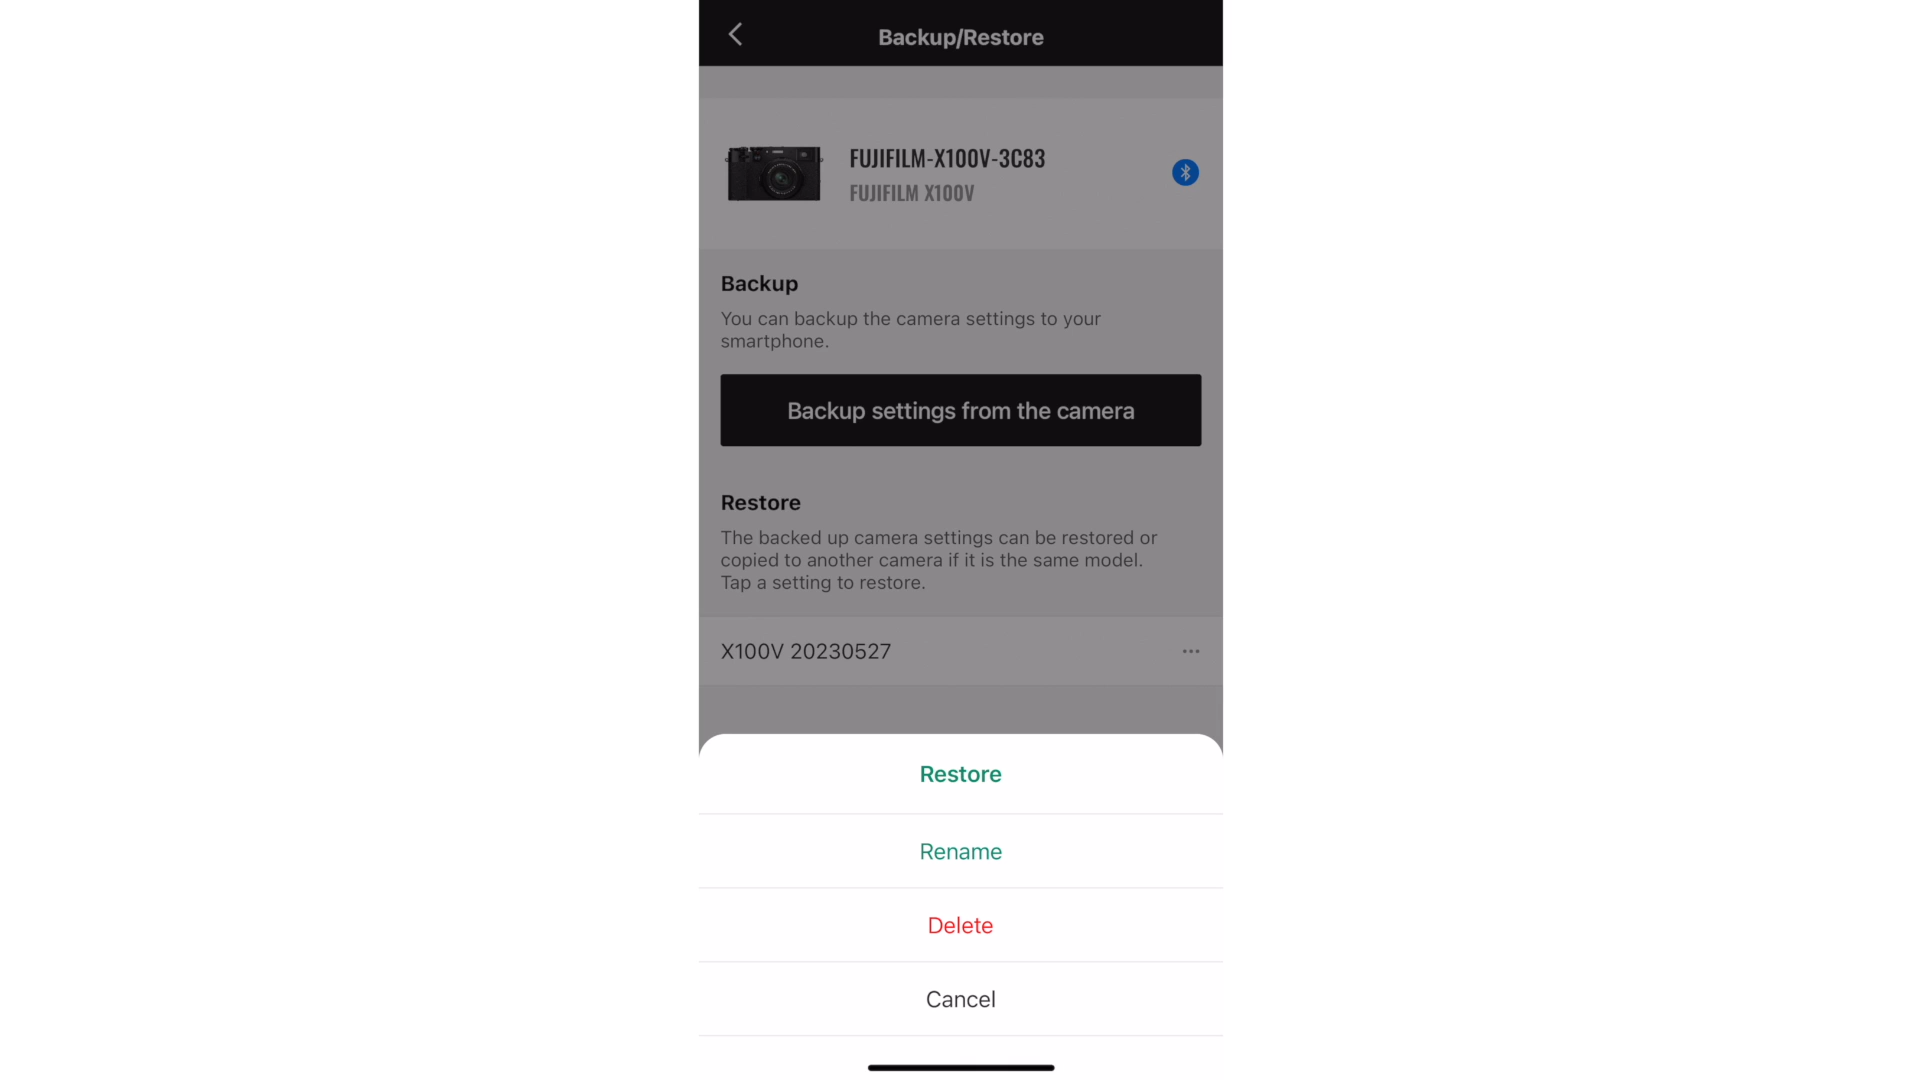 Backup/Restore
FUJIFILM-X100V-3C83
FUJIFILM X100V
Backup
You can backup the camera settings to your
smartphone.
Backup settings from the camera
Restore
The backed up camera settings can be restored or
copied to another camera if it is the same model.
Tap a setting to restore.
X100V 20230527
Restore
Rename
Delete
Cancel